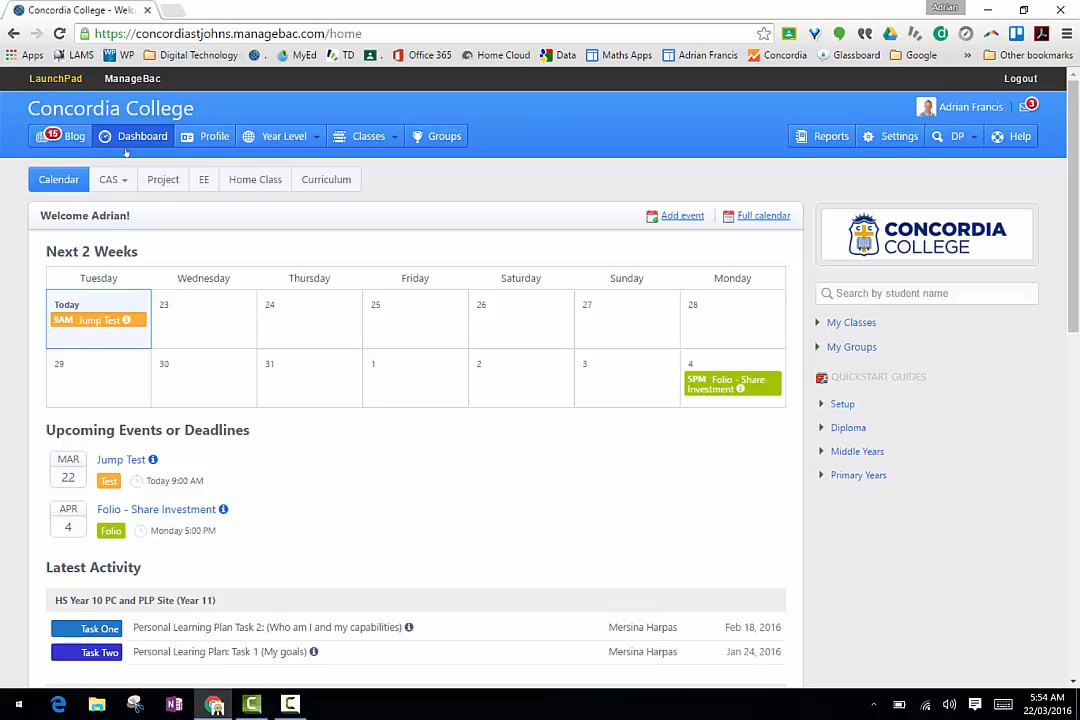 Concordia College - Welc
Adrian
https://concordiastjohns.managebac.com/home
Apps LAMS WP Digital Technology MyEd TD Office 365 Home Cloud Data Maths Apps Adrian Francis Concordia Glassboard Google » Other bookmarks
LaunchPad ManageBac Logout
Concordia College
Adrian Francis 3
15 Blog Dashboard Profile Year Level Classes Groups Reports Settings DP Help
Calendar CAS Project EE Home Class Curriculum
Welcome Adrian! Add event Full calendar
CONCORDIA COLLEGE
Next 2 Weeks
Tuesday Wednesday Thursday Friday Saturday Sunday Monday
Today 23 24 25 26 27 28
9AM Jump Test
29 30 31 1 2 3 4
5PM Folio - Share
Investment
Search by student name
My Classes
My Groups
QUICKSTART GUIDES
Setup
Diploma
Middle Years
Primary Years
Upcoming Events or Deadlines
MAR
22
Jump Test
Test Today 9:00 AM
APR
4
Folio - Share Investment
Folio Monday 5:00 PM
Latest Activity
HS Year 10 PC and PLP Site (Year 11)
Task One Personal Learning Plan Task 2: (Who am I and my capabilities) Mersina Harpas Feb 18, 2016
Task Two Personal Learing Plan: Task 1 (My goals) Mersina Harpas Jan 24, 2016
5:54 AM
22/03/2016